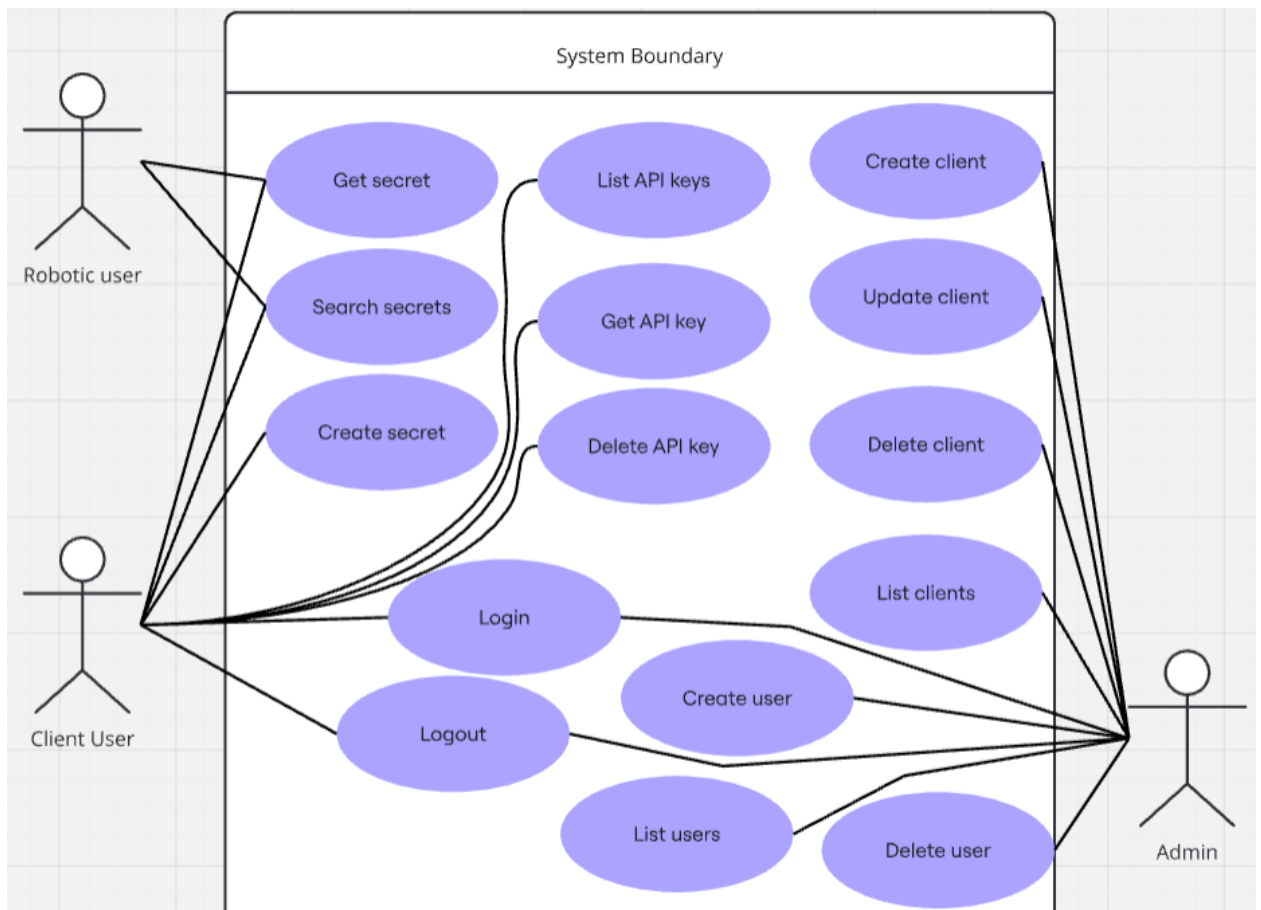 System Boundary
Get secret
List API keys
Create client
Robotic user
Search secrets
Get API key
Update client
Create secret
Delete API key
Delete client
Login
List clients
Client User
Logout
Create user
List users
Delete user
Admin